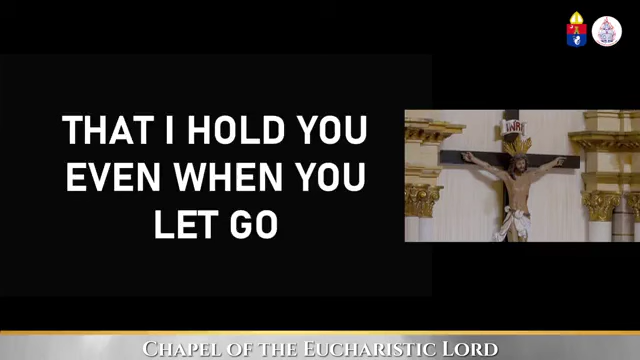 THAT I HOLD YOU
EVEN WHEN YOU
LET GO
INRI
CHAPEL OF THE EUCHARISTIC LORD